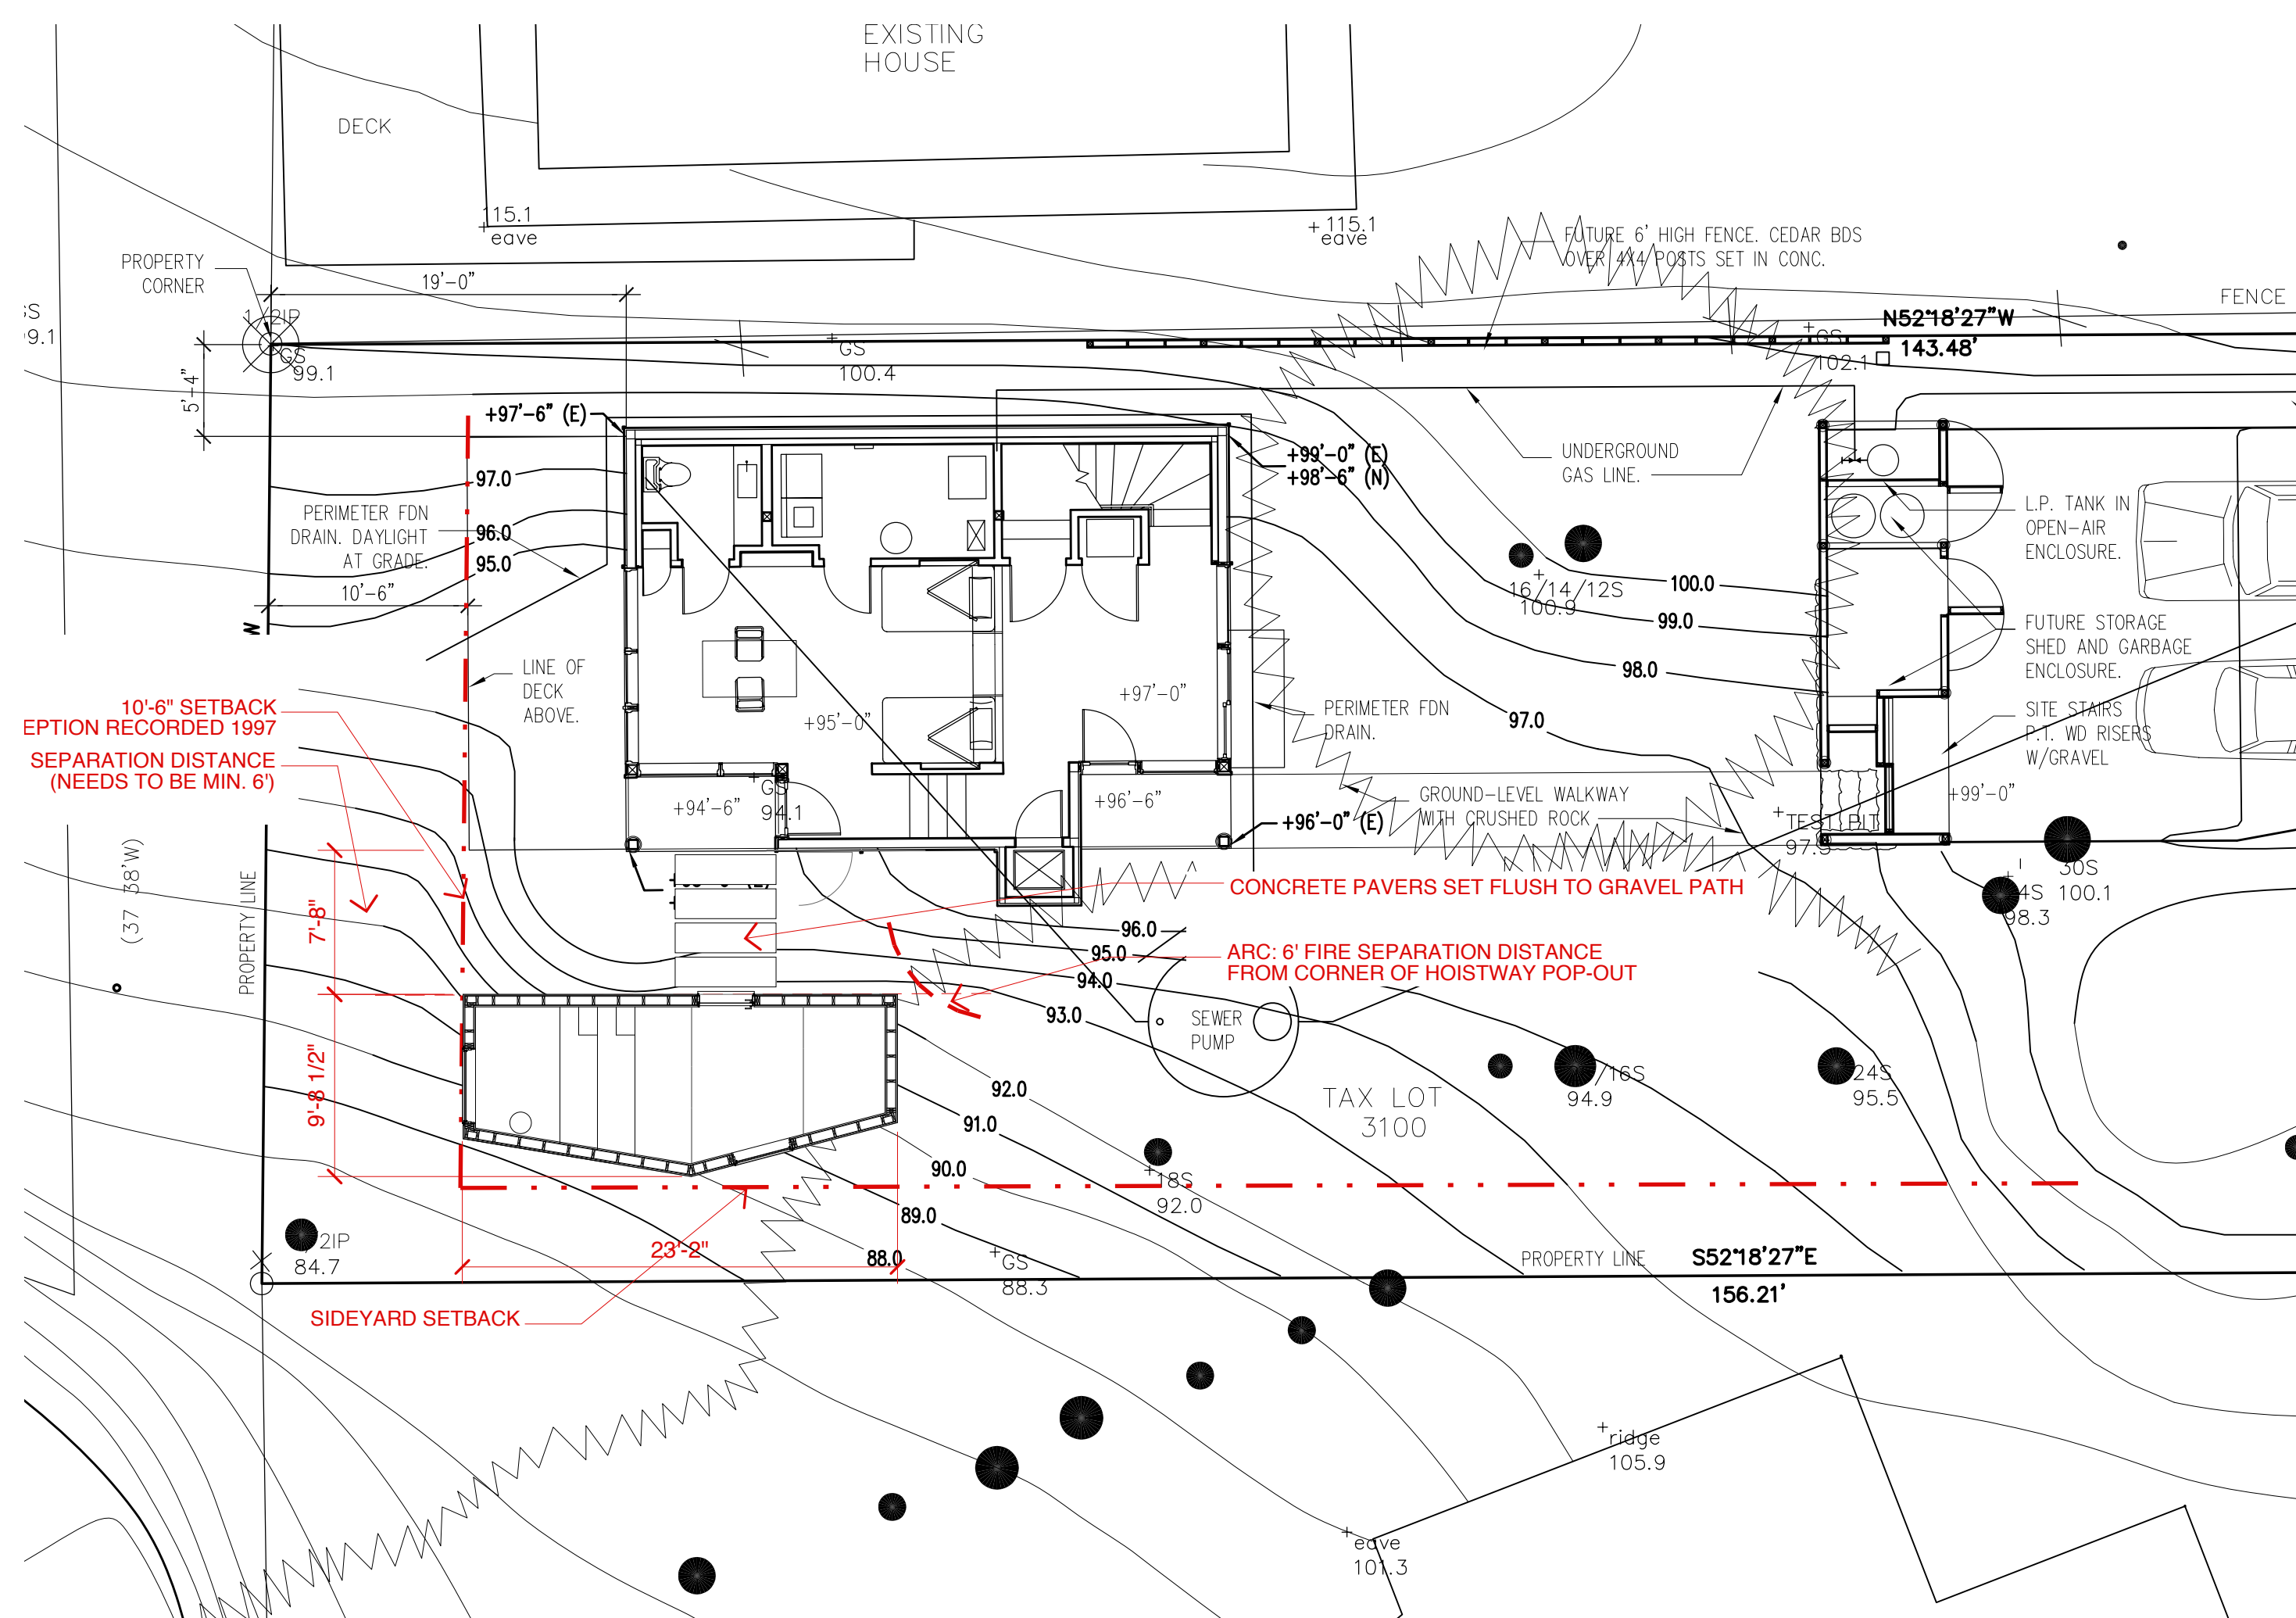 EXISTING
HOUSE
DECK
115.1
eave
115.1
eave
FUTURE 6' HIGH FENCE. CEDAR BDS
OVER 4X4 POSTS SET IN CONC.
PROPERTY
CORNER
19'-0"
FENCE
GS
99.1
N52°18'27"W
143.48'
GS
99.1
GS
100.4
GS
102.1
5'-4"
+97'-6" (E)
+99'-0" (E)
+98'-6" (N)
UNDERGROUND
GAS LINE.
97.0
96.0
95.0
PERIMETER FDN
DRAIN. DAYLIGHT
AT GRADE.
10'-6"
L.P. TANK IN
OPEN-AIR
ENCLOSURE.
16/14/12S
100.9
100.0
99.0
98.0
97.0
FUTURE STORAGE
SHED AND GARBAGE
ENCLOSURE.
LINE OF
DECK
ABOVE.
+95'-0"
+97'-0"
PERIMETER FDN
DRAIN.
SITE STAIRS
P.T. WD RISERS
W/GRAVEL
10'-6" SETBACK
EPTION RECORDED 1997
SEPARATION DISTANCE
(NEEDS TO BE MIN. 6')
+94'-6"
GS
94.1
+96'-6"
+96'-0" (E)
GROUND-LEVEL WALKWAY
WITH CRUSHED ROCK
+99'-0"
TEST PIT
30S
100.1
98.3
CONCRETE PAVERS SET FLUSH TO GRAVEL PATH
PROPERTY LINE
7'-8"
96.0
95.0
94.0
93.0
ARC: 6' FIRE SEPARATION DISTANCE
FROM CORNER OF HOISTWAY POP-OUT
SEWER
PUMP
9'-8 1/2"
92.0
91.0
90.0
89.0
88.0
TAX LOT
3100
/16S
94.9
24S
95.5
18S
92.0
2IP
84.7
23'-2"
GS
88.3
PROPERTY LINE
S52°18'27"E
156.21'
SIDEYARD SETBACK
ridge
105.9
eave
101.3